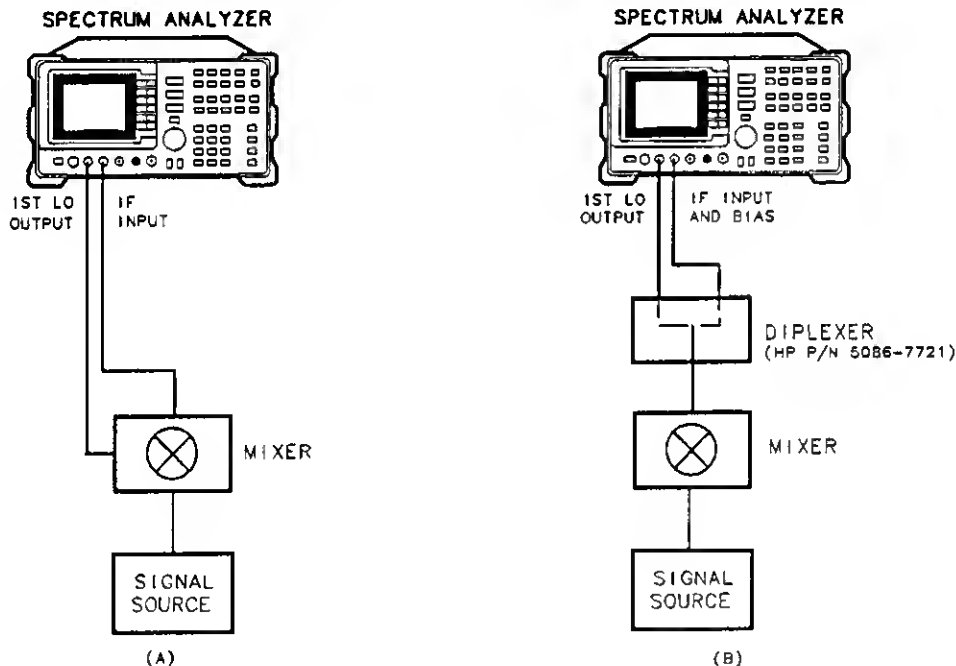 SPECTRUM ANALYZER
1ST LO
OUTPUT
IF
INPUT
MIXER
SIGNAL
SOURCE
(A)
SPECTRUM ANALYZER
1ST LO
OUTPUT
IF INPUT
AND BIAS
DIPLEXER
(HP P/N 5086-7721)
MIXER
SIGNAL
SOURCE
(B)